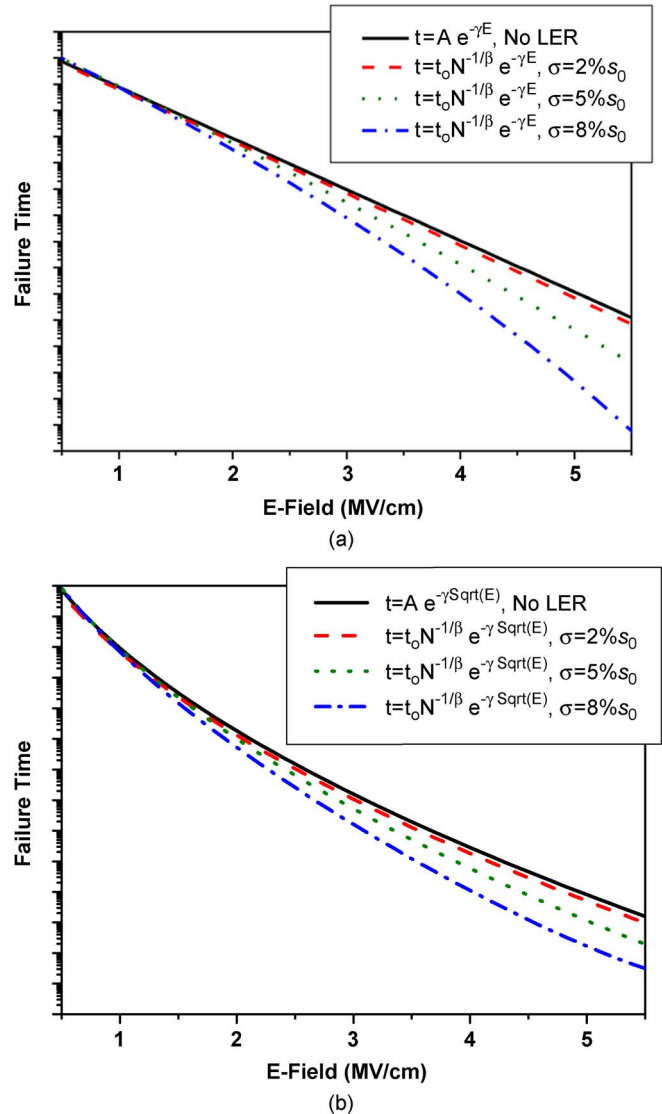 t=A e^-γE, No LER
t=t₀N^-1/β e^-γE, σ=2%s₀
t=t₀N^-1/β e^-γE, σ=5%s₀
t=t₀N^-1/β e^-γE, σ=8%s₀
Failure Time
1 2 3 4 5
E-Field (MV/cm)
(a)
t=A e^-γSqrt(E), No LER
t=t₀N^-1/β e^-γ Sqrt(E), σ=2%s₀
t=t₀N^-1/β e^-γ Sqrt(E), σ=5%s₀
t=t₀N^-1/β e^-γ Sqrt(E), σ=8%s₀
Failure Time
1 2 3 4 5
E-Field (MV/cm)
(b)